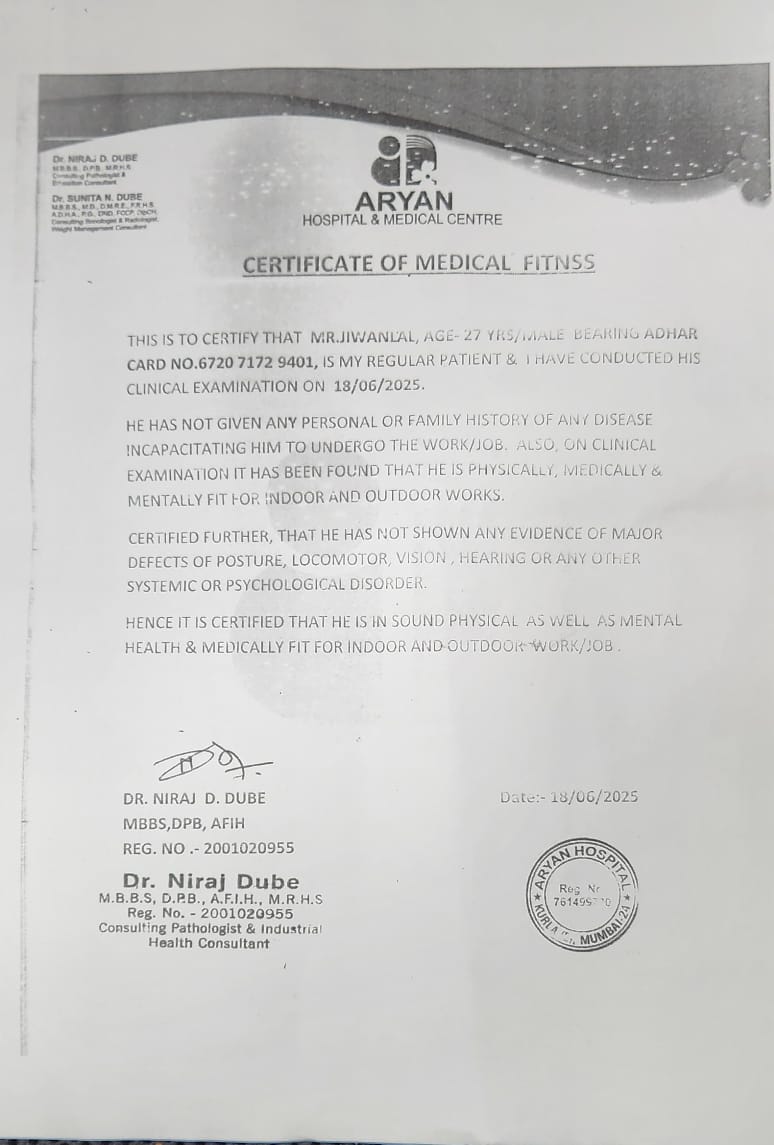 Dr. NIRAJ D. DUBE
M.B.B.S., D.P.B., M.R.H.S.
Consulting Pathologist &
Consultant
Dr. SUNITA N. DUBE
M.B.B.S., M.D., D.M.R.E., F.R.H.S.
A.D.H.A., P.G., DND, FCCP,
Consulting Sonologist & Radiologist,
Weight Management Consultant
ARYAN
HOSPITAL & MEDICAL CENTRE
CERTIFICATE OF MEDICAL FITNSS
THIS IS TO CERTIFY THAT MR.JIWANLAL, AGE- 27 YRS/MALE BEARING ADHAR
CARD NO.6720 7172 9401, IS MY REGULAR PATIENT & I HAVE CONDUCTED HIS
CLINICAL EXAMINATION ON 18/06/2025.
HE HAS NOT GIVEN ANY PERSONAL OR FAMILY HISTORY OF ANY DISEASE
INCAPACITATING HIM TO UNDERGO THE WORK/JOB. ALSO, ON CLINICAL
EXAMINATION IT HAS BEEN FOUND THAT HE IS PHYSICALLY, MEDICALLY &
MENTALLY FIT FOR INDOOR AND OUTDOOR WORKS.
CERTIFIED FURTHER, THAT HE HAS NOT SHOWN ANY EVIDENCE OF MAJOR
DEFECTS OF POSTURE, LOCOMOTOR, VISION , HEARING OR ANY OTHER
SYSTEMIC OR PSYCHOLOGICAL DISORDER.
HENCE IT IS CERTIFIED THAT HE IS IN SOUND PHYSICAL AS WELL AS MENTAL
HEALTH & MEDICALLY FIT FOR INDOOR AND OUTDOOR WORK/JOB .
DR. NIRAJ D. DUBE
MBBS,DPB, AFIH
REG. NO .- 2001020955
Date:- 18/06/2025
Dr. Niraj Dube
M.B.B.S, D.P.B., A.F.I.H., M.R.H.S
Reg. No. - 2001020955
Consulting Pathologist & Industrial
Health Consultant
ARYAN HOSPITAL
Reg Nr
KURLA MUMBAI-24